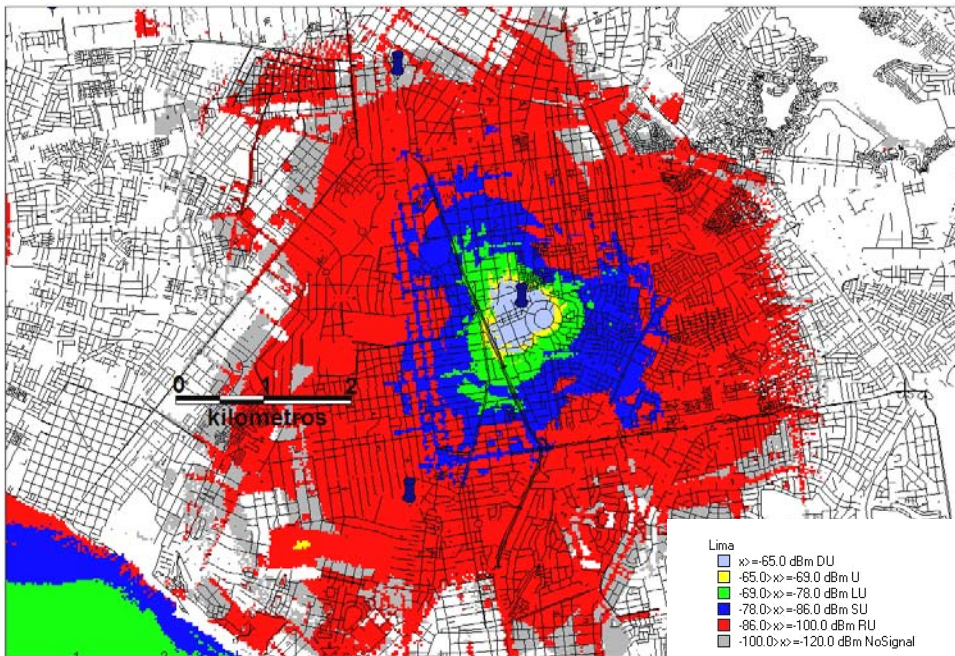 0 1 2
kilometros
Lima
x>=-65.0 dBm DU
-65.0>x>=-69.0 dBm U
-69.0>x>=-78.0 dBm LU
-78.0>x>=-86.0 dBm SU
-86.0>x>=-100.0 dBm RU
-100.0>x>=-120.0 dBm NoSignal